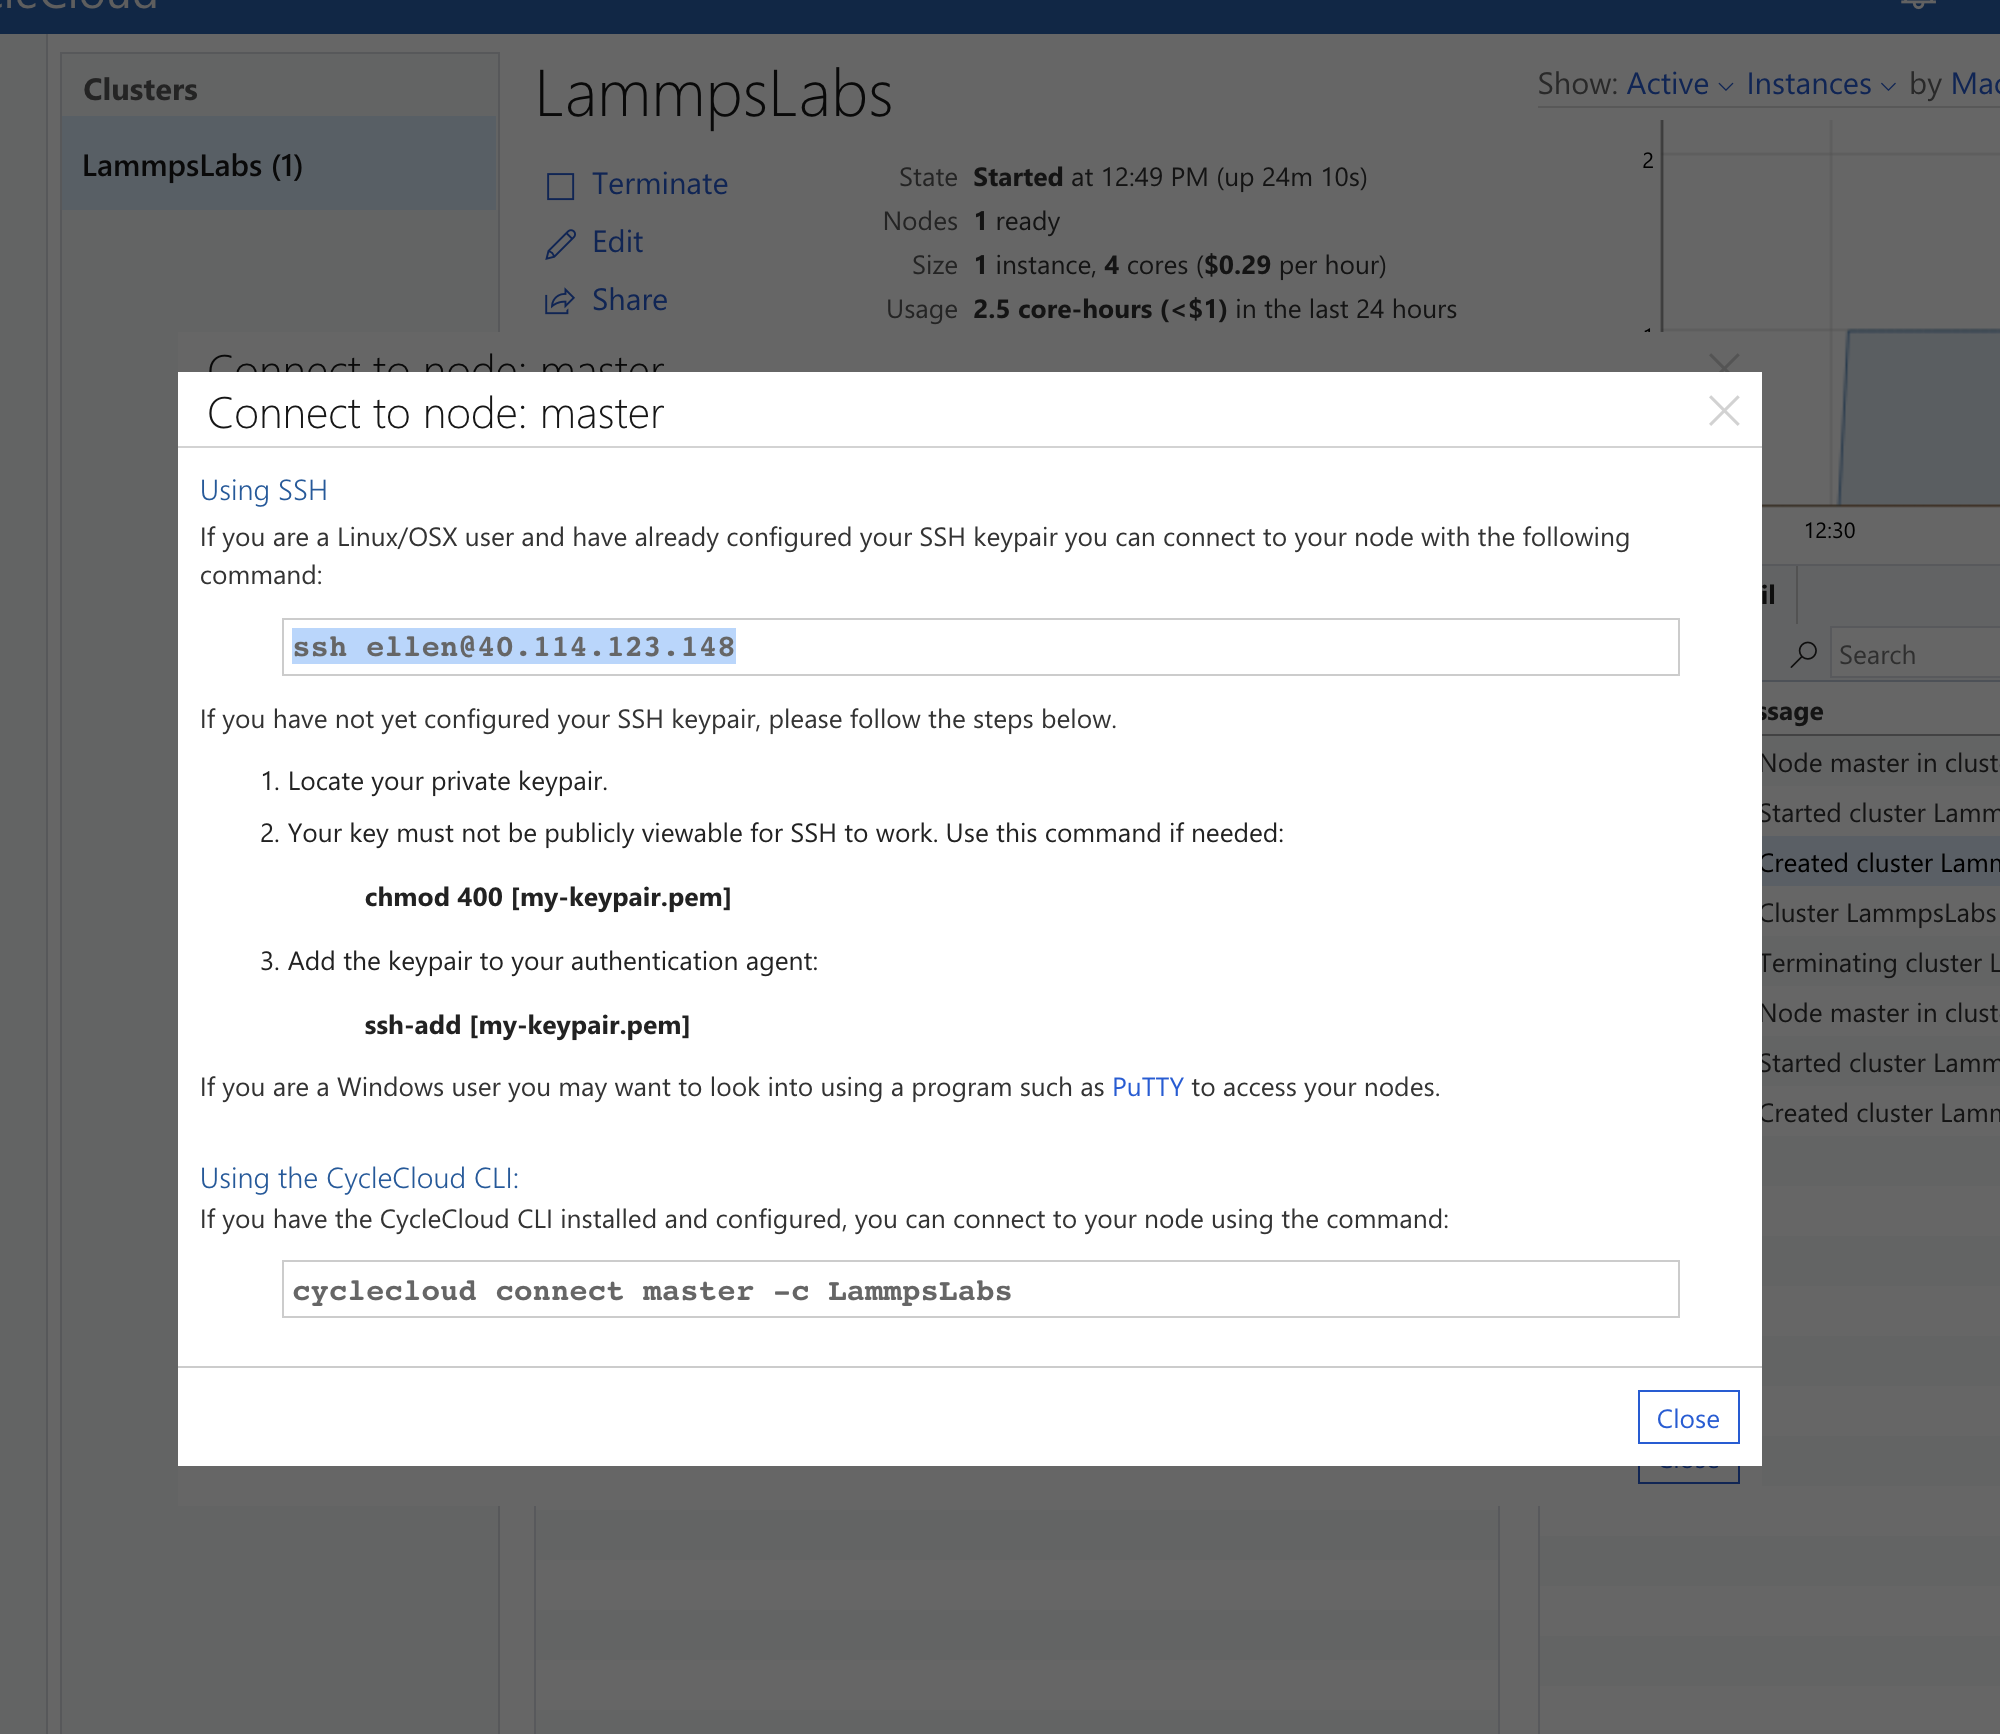 Clusters
LammpsLabs (1)
LammpsLabs
Terminate
Edit
Share
State Started at 12:49 PM (up 24m 10s)
Nodes 1 ready
Size 1 instance, 4 cores ($0.29 per hour)
Usage 2.5 core-hours (<$1) in the last 24 hours
Show: Active Instances by
2
12:30
Connect to node: master
Connect to node: master
Using SSH
If you are a Linux/OSX user and have already configured your SSH keypair you can connect to your node with the following
command:
ssh ellen@40.114.123.148
If you have not yet configured your SSH keypair, please follow the steps below.
1. Locate your private keypair.
2. Your key must not be publicly viewable for SSH to work. Use this command if needed:
chmod 400 [my-keypair.pem]
3. Add the keypair to your authentication agent:
ssh-add [my-keypair.pem]
If you are a Windows user you may want to look into using a program such as PuTTY to access your nodes.
Using the CycleCloud CLI:
If you have the CycleCloud CLI installed and configured, you can connect to your node using the command:
cyclecloud connect master -c LammpsLabs
Close
Search
Node master in clust
Started cluster Lamm
Created cluster Lamm
Cluster LammpsLabs
Terminating cluster L
Node master in clust
Started cluster Lamm
Created cluster Lamm